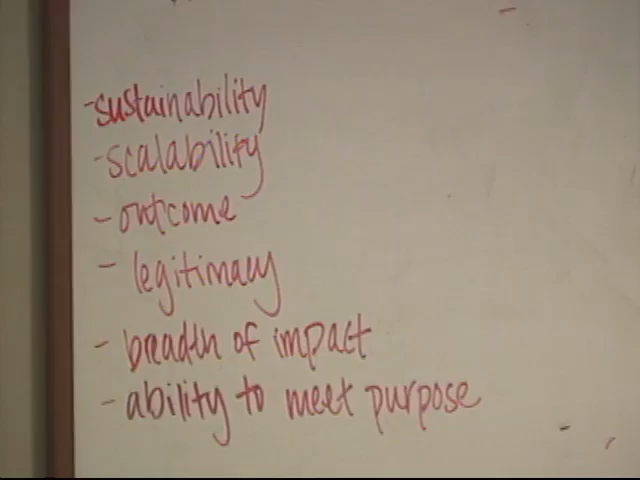 -sustainability
-scalability
-outcome
- legitimacy
- breadth of impact
- ability to meet purpose